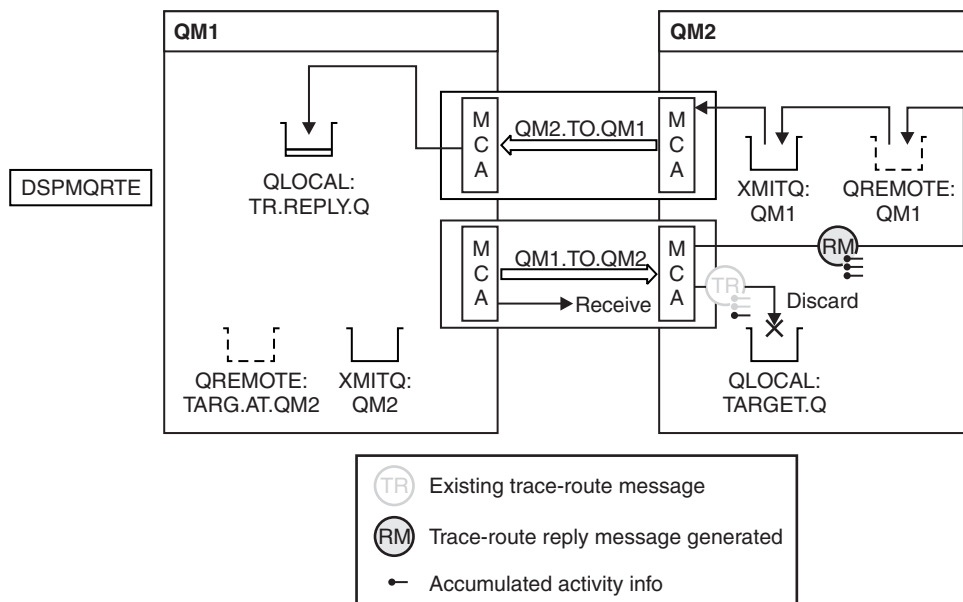 QM1
QM2
M
C
A
QM2.TO.QM1
M
C
A
DSPMQRTE
QLOCAL:
TR.REPLY.Q
XMITQ:
QM1
QREMOTE:
QM1
M
C
A
QM1.TO.QM2
Receive
M
C
A
RM
TR
Discard
QREMOTE:
TARG.AT.QM2
XMITQ:
QM2
QLOCAL:
TARGET.Q
TR Existing trace-route message
RM Trace-route reply message generated
Accumulated activity info